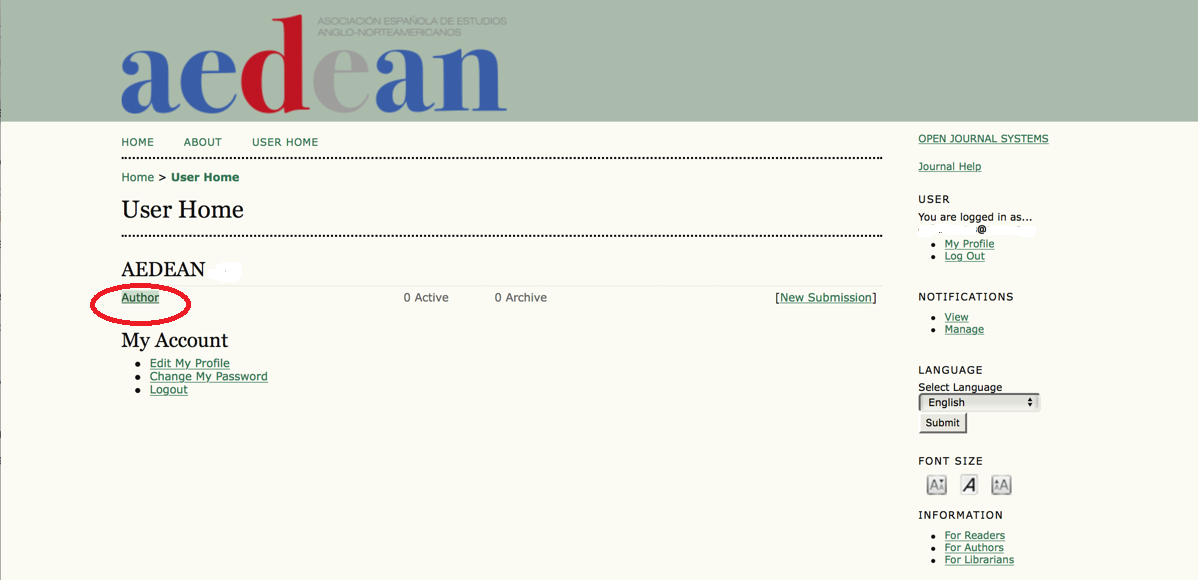 ASOCIACIÓN ESPAÑOLA DE ESTUDIOS
ANGLO-NORTEAMERICANOS
aedean
HOME ABOUT USER HOME
Home > User Home
User Home
AEDEAN
Author 0 Active 0 Archive [New Submission]
My Account
Edit My Profile
Change My Password
Logout
OPEN JOURNAL SYSTEMS
Journal Help
USER
You are logged in as...
@
My Profile
Log Out
NOTIFICATIONS
View
Manage
LANGUAGE
Select Language
English
Submit
FONT SIZE
A A A
INFORMATION
For Readers
For Authors
For Librarians